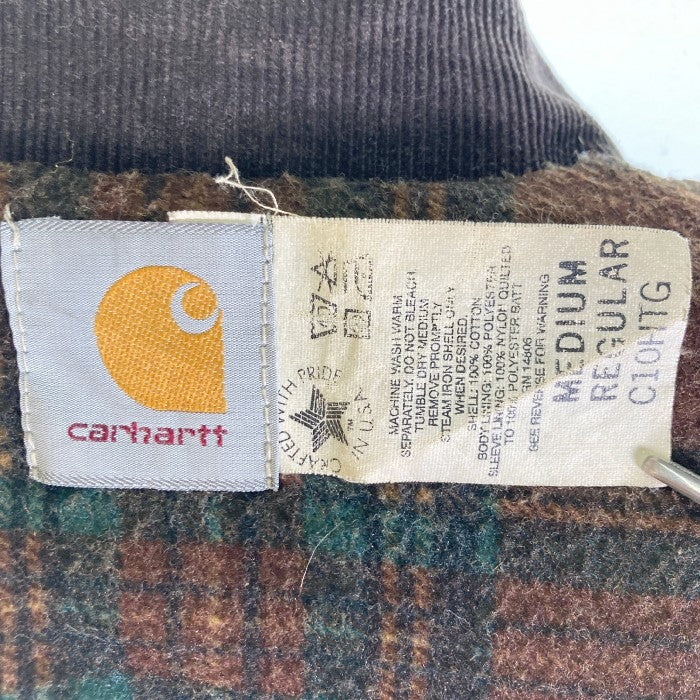 carhartt
CRAFTED WITH PRIDE
IN U.S.A.
TM
MACHINE WASH WARM
SEPARATELY. DO NOT BLEACH
TUMBLE DRY MEDIUM
REMOVE PROMPTLY
STEAM IRON SHELL ONLY
WHEN DESIRED.
SHELL: 100% COTTON
BODY LINING: 100% POLYESTER
SLEEVE LINING: 100% NYLON QUILTED
TO 100% POLYESTER BATT
RN 14806
SEE REVERSE FOR WARNING
MEDIUM
REGULAR
C10HTG